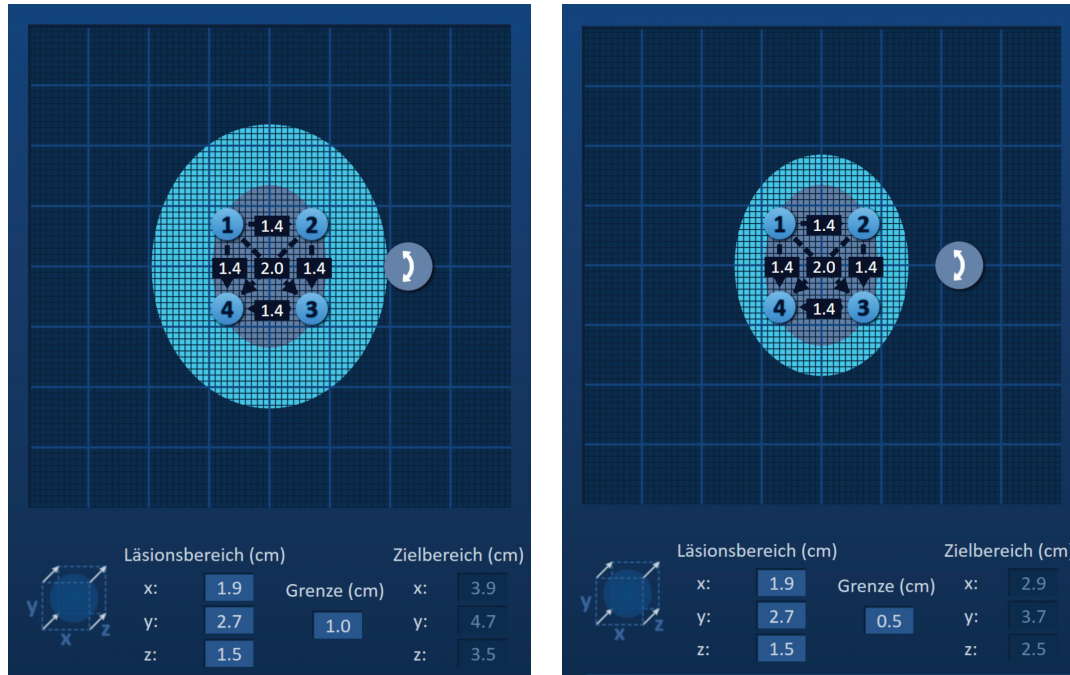 1 1.4 2
1.4 2.0 1.4
4 1.4 3
Läsionsbereich (cm) Zielbereich (cm)
x: 1.9 Grenze (cm) x: 3.9
y: 2.7 1.0 y: 4.7
z: 1.5 z: 3.5
y x z
1 1.4 2
1.4 2.0 1.4
4 1.4 3
Läsionsbereich (cm) Zielbereich (cm)
x: 1.9 Grenze (cm) x: 2.9
y: 2.7 0.5 y: 3.7
z: 1.5 z: 2.5
y x z